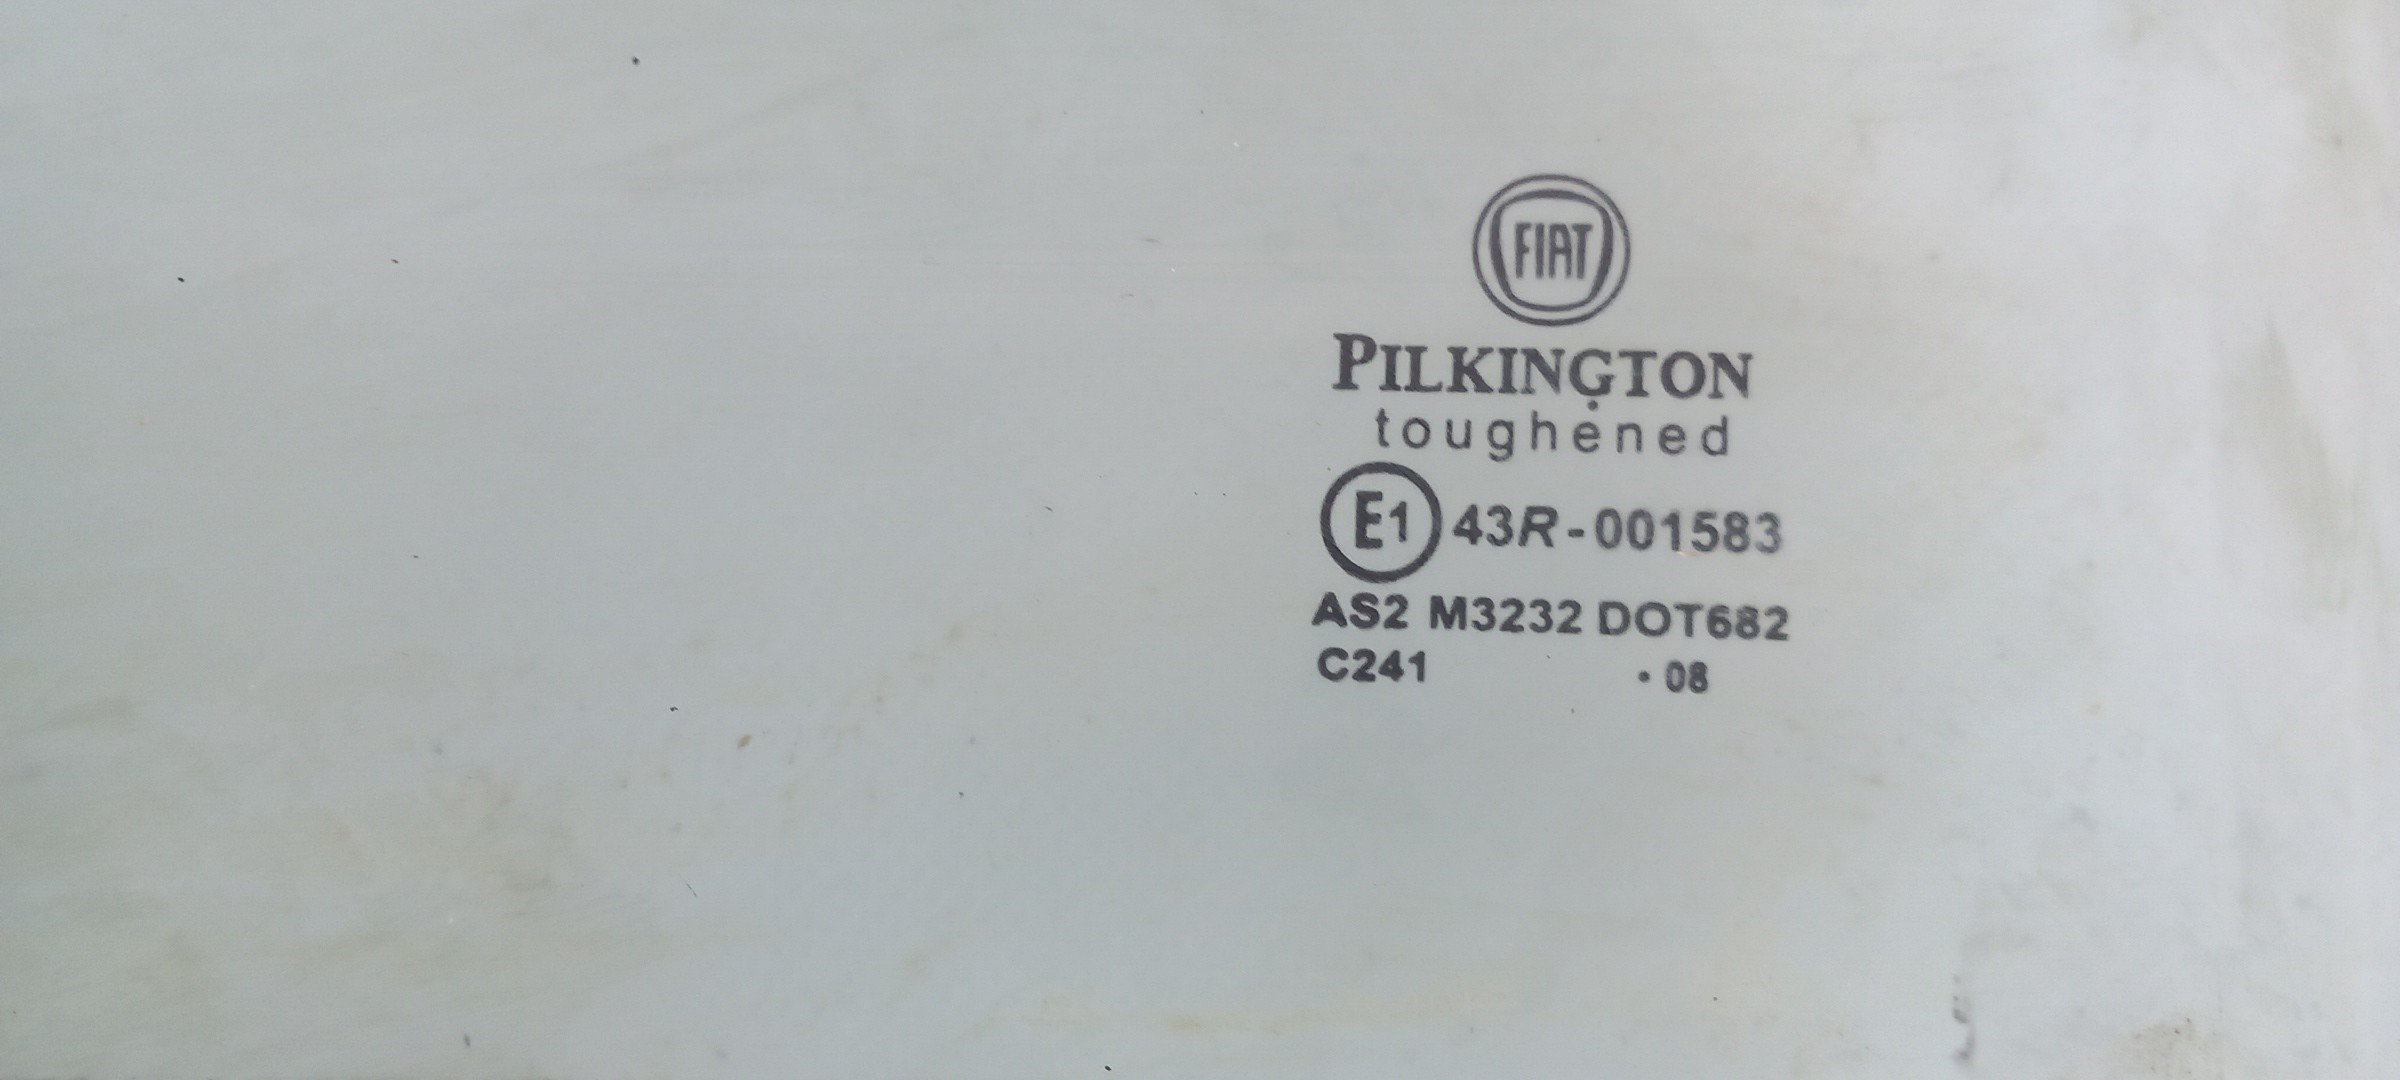 FIAT
PILKINGTON
toughened
E1 43R-001583
AS2 M3232 DOT682
C241 . 08